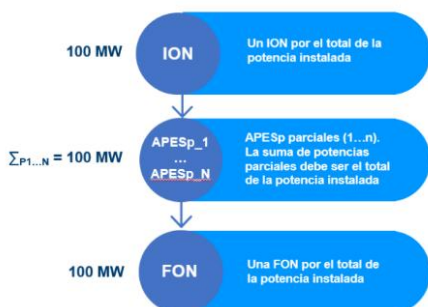 100 MW
ION
Un ION por el total de la
potencia instalada
∑P1...N = 100 MW
APESp_1
...
APESp_N
APESp parciales (1...n).
La suma de potencias
parciales debe ser el total
de la potencia instalada
100 MW
FON
Una FON por el total de
la potencia instalada